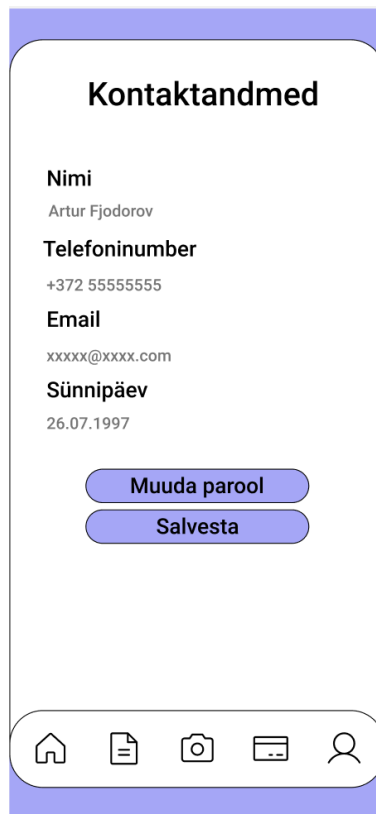 Kontaktandmed
Nimi
Artur Fjodorov
Telefoninumber
+372 55555555
Email
xxxxx@xxxx.com
Sünnipäev
26.07.1997
Muuda parool
Salvesta